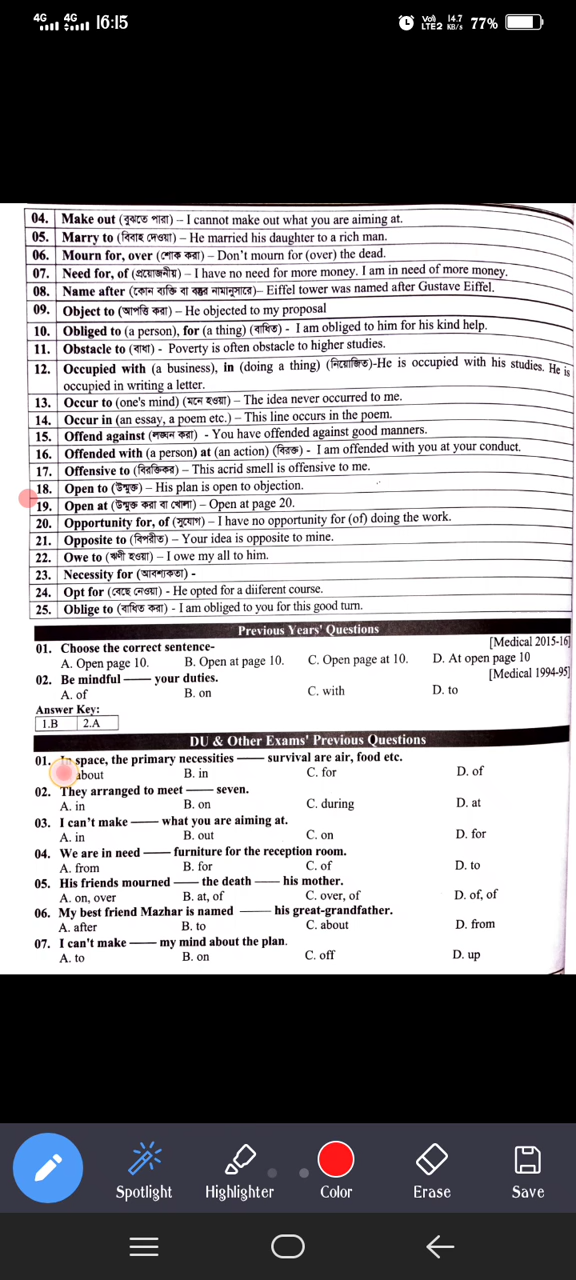 4G 4G 16:15 Vol) LTE2 14.7 KB/s 77%
04. Make out (বুঝতে পারা) – I cannot make out what you are aiming at.
05. Marry to (বিবাহ দেওয়া) – He married his daughter to a rich man.
06. Mourn for, over (শোক করা) – Don't mourn for (over) the dead.
07. Need for, of (প্রয়োজনীয়) – I have no need for more money. I am in need of more money.
08. Name after (কোন ব্যক্তি বা বস্তুর নামানুসারে)– Eiffel tower was named after Gustave Eiffel.
09. Object to (আপত্তি করা) – He objected to my proposal
10. Obliged to (a person), for (a thing) (বাধিত) - I am obliged to him for his kind help.
11. Obstacle to (বাধা) - Poverty is often obstacle to higher studies.
12. Occupied with (a business), in (doing a thing) (নিয়োজিত)-He is occupied with his studies. He is
occupied in writing a letter.
13. Occur to (one's mind) (মনে হওয়া) – The idea never occurred to me.
14. Occur in (an essay, a poem etc.) – This line occurs in the poem.
15. Offend against (লঙ্ঘন করা) - You have offended against good manners.
16. Offended with (a person) at (an action) (বিরক্ত) - I am offended with you at your conduct.
17. Offensive to (বিরক্তিকর) – This acrid smell is offensive to me.
18. Open to (উন্মুক্ত) – His plan is open to objection.
19. Open at (উন্মুক্ত করা বা খোলা) – Open at page 20.
20. Opportunity for, of (সুযোগ) – I have no opportunity for (of) doing the work.
21. Opposite to (বিপরীত) – Your idea is opposite to mine.
22. Owe to (ঋণী হওয়া) – I owe my all to him.
23. Necessity for (আবশ্যকতা) -
24. Opt for (বেছে নেওয়া) - He opted for a diiferent course.
25. Oblige to (বাধিত করা) - I am obliged to you for this good turn.
Previous Years' Questions
01. Choose the correct sentence- [Medical 2015-16]
A. Open page 10. B. Open at page 10. C. Open page at 10. D. At open page 10
02. Be mindful —— your duties. [Medical 1994-95]
A. of B. on C. with D. to
Answer Key:
1.B 2.A
DU & Other Exams' Previous Questions
01. In space, the primary necessities —— survival are air, food etc.
about B. in C. for D. of
02. They arranged to meet —— seven.
A. in B. on C. during D. at
03. I can't make —— what you are aiming at.
A. in B. out C. on D. for
04. We are in need —— furniture for the reception room.
A. from B. for C. of D. to
05. His friends mourned —— the death —— his mother.
A. on, over B. at, of C. over, of D. of, of
06. My best friend Mazhar is named —— his great-grandfather.
A. after B. to C. about D. from
07. I can't make —— my mind about the plan.
A. to B. on C. off D. up
Spotlight Highlighter Color Erase Save